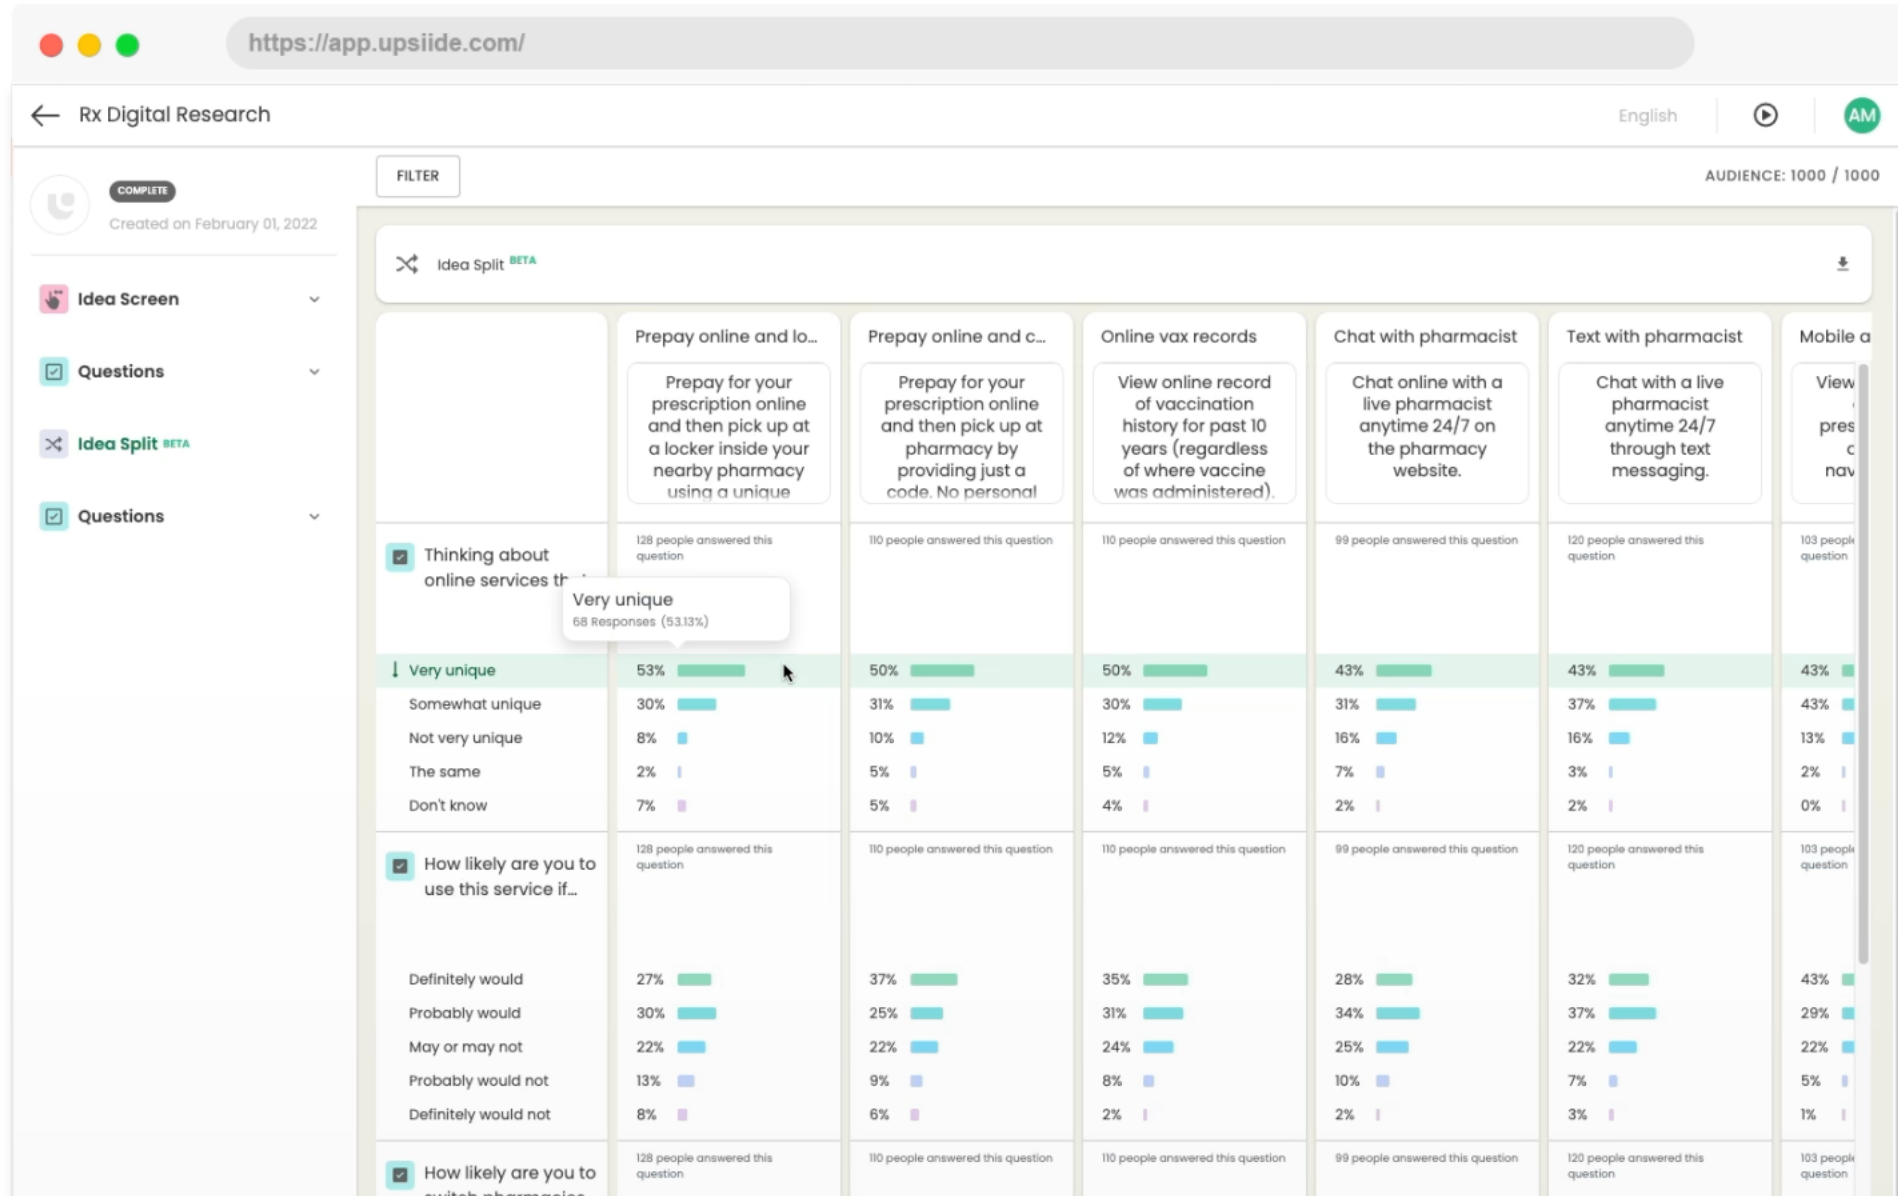 https://app.upsiide.com/
Rx Digital Research
English
AM
COMPLETE
Created on February 01, 2022
FILTER
AUDIENCE: 1000 / 1000
Idea Screen
Questions
Idea Split BETA
Questions
Idea Split BETA
Prepay online and lo...
Prepay for your
prescription online
and then pick up at
a locker inside your
nearby pharmacy
using a unique
Prepay online and c...
Prepay for your
prescription online
and then pick up at
pharmacy by
providing just a
code. No personal
Online vax records
View online record
of vaccination
history for past 10
years (regardless
of where vaccine
was administered).
Chat with pharmacist
Chat online with a
live pharmacist
anytime 24/7 on
the pharmacy
website.
Text with pharmacist
Chat with a live
pharmacist
anytime 24/7
through text
messaging.
Mobile a
View
pres
nav
Thinking about
online services
128 people answered this
question
110 people answered this question
110 people answered this question
99 people answered this question
120 people answered this
question
103 people
question
Very unique
68 Responses (53.13%)
Very unique 53% 50% 50% 43% 43% 43%
Somewhat unique 30% 31% 30% 31% 37% 43%
Not very unique 8% 10% 12% 16% 16% 13%
The same 2% 5% 5% 7% 3% 2%
Don't know 7% 5% 4% 2% 2% 0%
How likely are you to
use this service if...
128 people answered this
question
110 people answered this question
110 people answered this question
99 people answered this question
120 people answered this
question
103 people
question
Definitely would 27% 37% 35% 28% 32% 43%
Probably would 30% 25% 31% 34% 37% 29%
May or may not 22% 22% 24% 25% 22% 22%
Probably would not 13% 9% 8% 10% 7% 5%
Definitely would not 8% 6% 2% 2% 3% 1%
How likely are you to
switch pharmacies
128 people answered this
question
110 people answered this question
110 people answered this question
99 people answered this question
120 people answered this
question
103 people
question